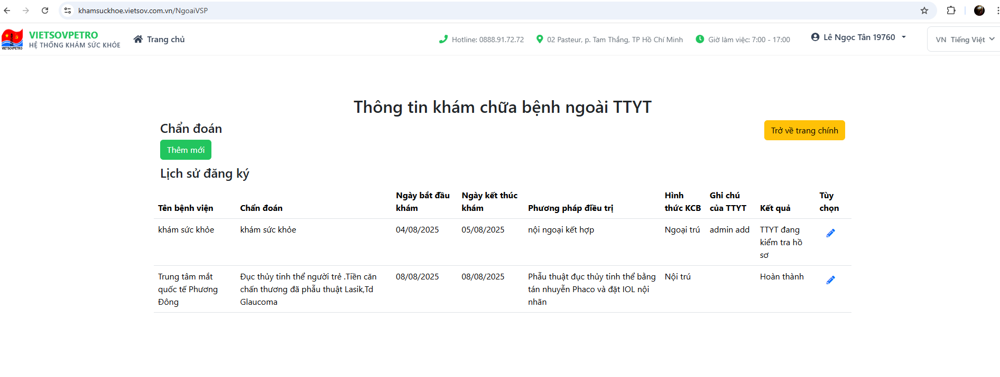 khamsuckhoe.vietsov.com.vn/NgoaiVSP
VIETSOVPETRO
VIETSOVPETRO
HỆ THỐNG KHÁM SỨC KHỎE
Trang chủ
Hotline: 0888.91.72.72
02 Pasteur, p. Tam Thắng, TP Hồ Chí Minh
Giờ làm việc: 7:00 - 17:00
Lê Ngọc Tân 19760
VN Tiếng Việt
Thông tin khám chữa bệnh ngoài TTYT
Chẩn đoán
Trở về trang chính
Thêm mới
Lịch sử đăng ký
Tên bệnh viện
Chẩn đoán
Ngày bắt đầu
khám
Ngày kết thúc
khám
Phương pháp điều trị
Hình
thức KCB
Ghi chú
của TTYT
Kết quả
Tùy
chọn
khám sức khỏe
khám sức khỏe
04/08/2025
05/08/2025
nội ngoại kết hợp
Ngoại trú
admin add
TTYT đang
kiểm tra hồ
sơ
Trung tâm mắt
quốc tế Phương
Đông
Đục thủy tinh thể người trẻ .Tiền căn
chấn thương đã phẫu thuật Lasik,Td
Glaucoma
08/08/2025
08/08/2025
Phẫu thuật đục thủy tinh thể bằng
tán nhuyễn Phaco và đặt IOL nội
nhãn
Nội trú
Hoàn thành